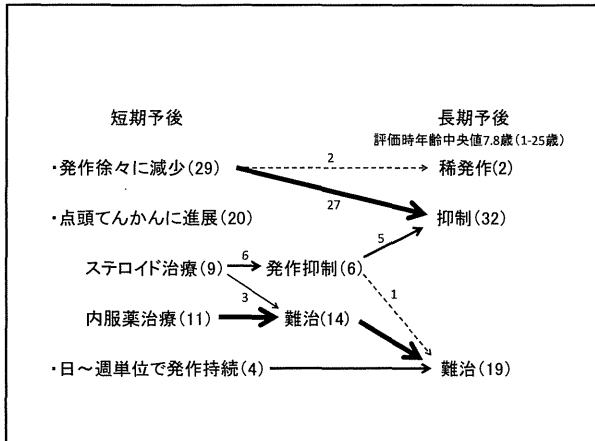 短期予後
長期予後
評価時年齢中央値7.8歳(1-25歳)
・発作徐々に減少(29)
2
稀発作(2)
27
・点頭てんかんに進展(20)
抑制(32)
5
ステロイド治療(9)
6
発作抑制(6)
3
1
内服薬治療(11)
難治(14)
・日〜週単位で発作持続(4)
難治(19)